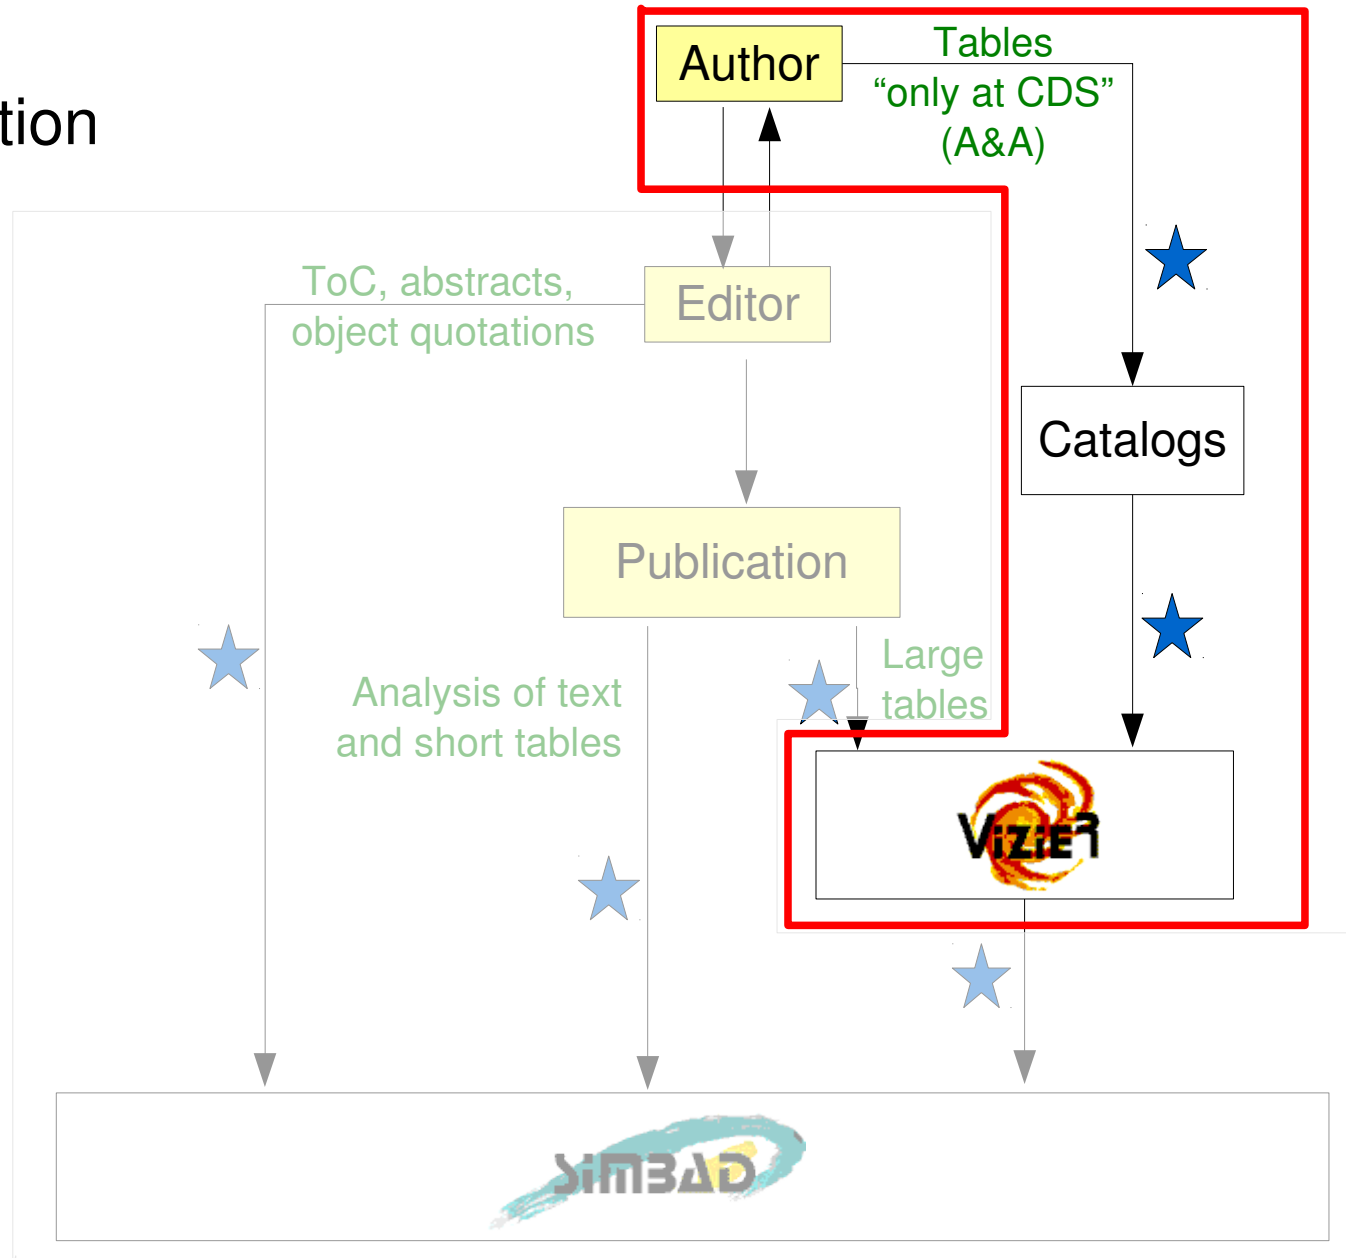 tion
Author
Tables
“only at CDS”
(A&A)
ToC, abstracts,
object quotations
Editor
Catalogs
Publication
Large
tables
Analysis of text
and short tables
VIZIER
SIMBAD